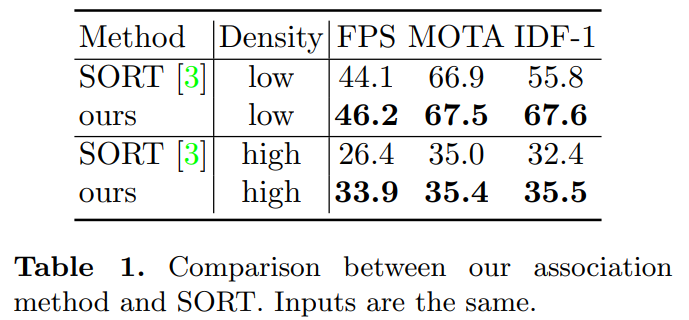 Method Density FPS MOTA IDF-1
SORT [3] low 44.1 66.9 55.8
ours low 46.2 67.5 67.6
SORT [3] high 26.4 35.0 32.4
ours high 33.9 35.4 35.5
Table 1. Comparison between our association
method and SORT. Inputs are the same.